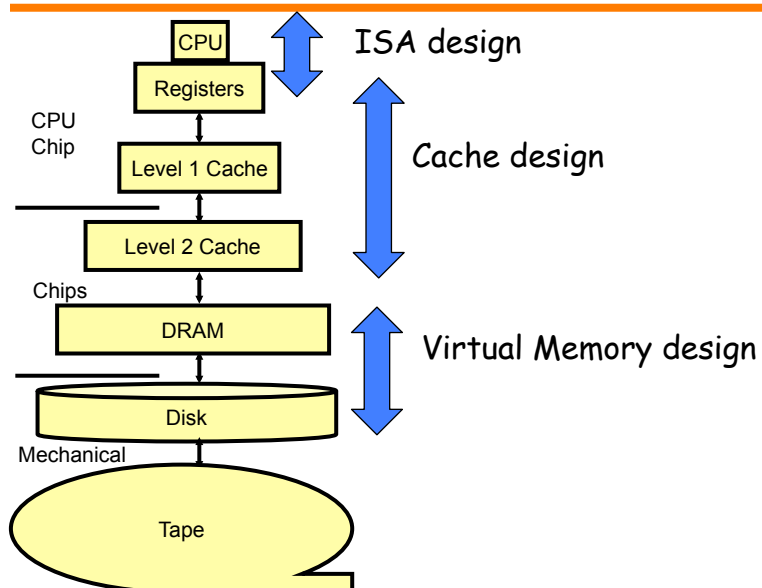 CPU
ISA design
Registers
CPU
Chip
Cache design
Level 1 Cache
Level 2 Cache
Chips
DRAM
Virtual Memory design
Disk
Mechanical
Tape